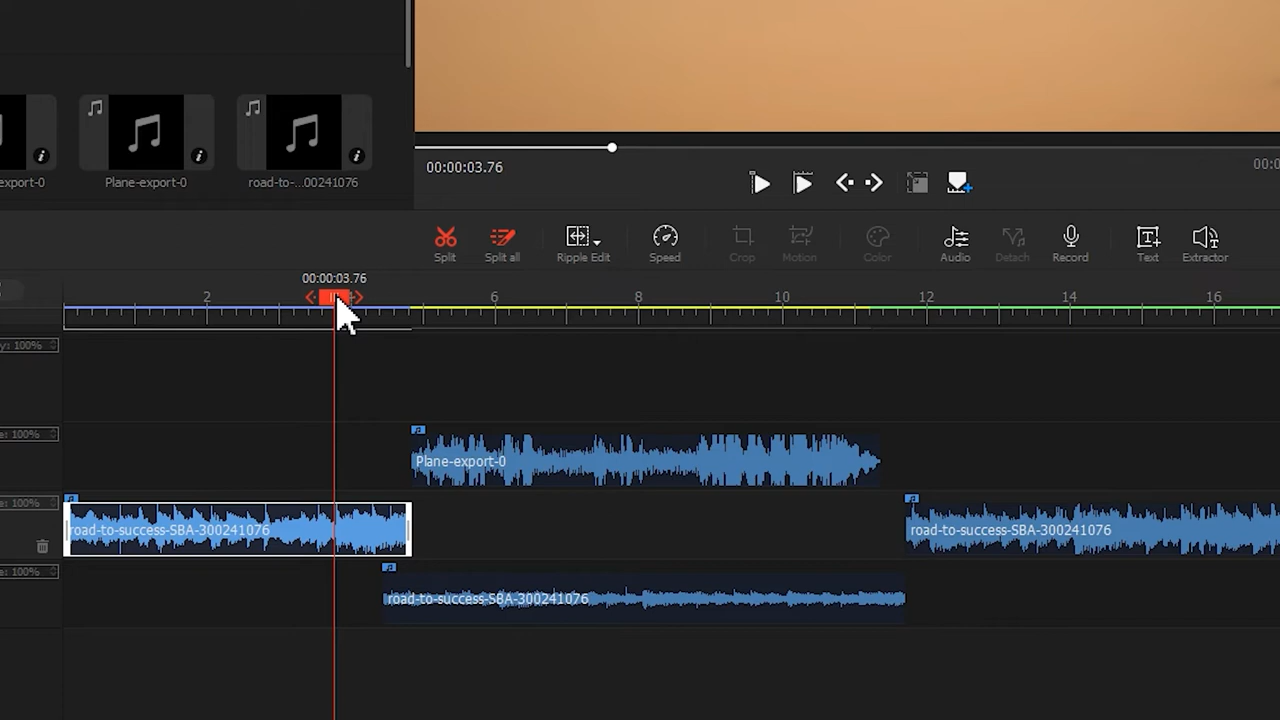 export-0
Plane-export-0
road-to-...00241076
00:00:03.76
00:0
Split
Split all
Ripple Edit
Speed
Crop
Motion
Color
Audio
Detach
Record
Text
Extractor
00:00:03.76
2
6
8
10
12
14
16
y: 100%
e: 100%
Plane-export-0
e: 100%
road-to-success-SBA-300241076
road-to-success-SBA-300241076
e: 100%
road-to-success-SBA-300241076